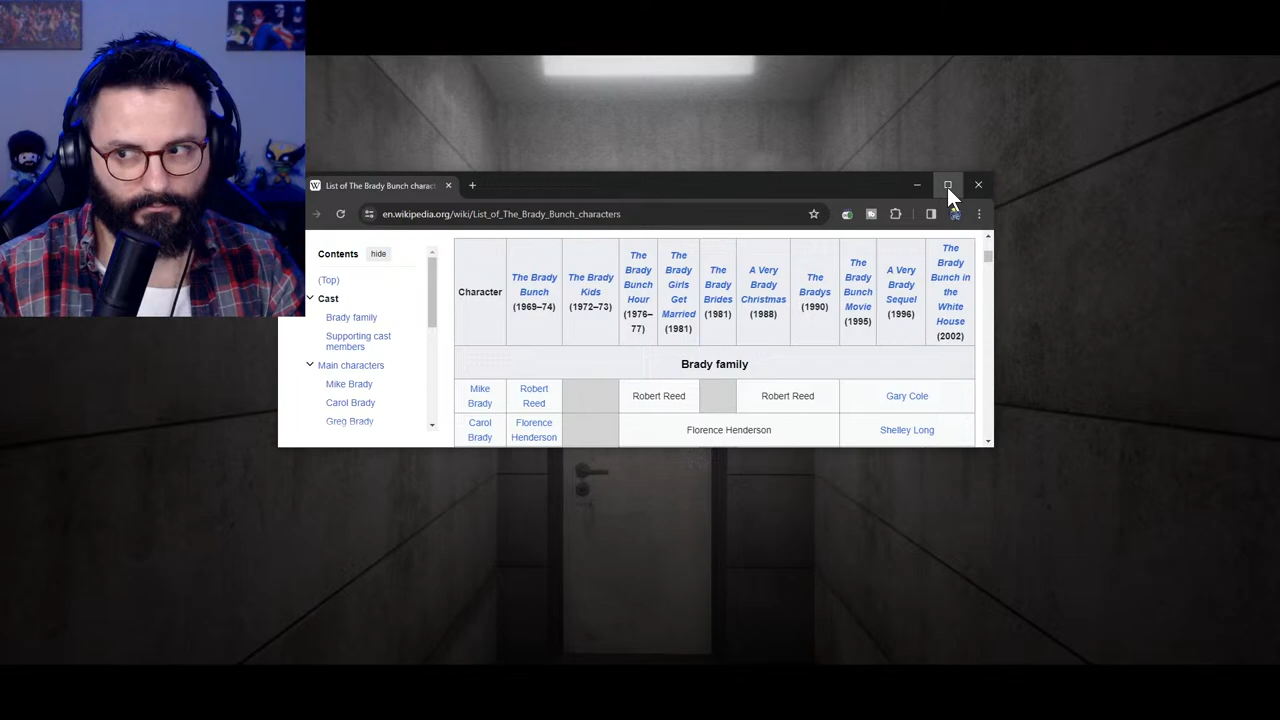 List of The Brady Bunch charac
en.wikipedia.org/wiki/List_of_The_Brady_Bunch_characters
Contents
hide
(Top)
Cast
Brady family
Supporting cast
members
Main characters
Mike Brady
Carol Brady
Greg Brady
Character
The Brady
Bunch
(1969–74)
The Brady
Kids
(1972–73)
The
Brady
Bunch
Hour
(1976–
77)
The
Brady
Girls
Get
Married
(1981)
The
Brady
Brides
(1981)
A Very
Brady
Christmas
(1988)
The
Bradys
(1990)
The
Brady
Bunch
Movie
(1995)
A Very
Brady
Sequel
(1996)
The
Brady
Bunch in
the
White
House
(2002)
Brady family
Mike
Brady
Robert
Reed
Robert Reed
Robert Reed
Gary Cole
Carol
Brady
Florence
Henderson
Florence Henderson
Shelley Long